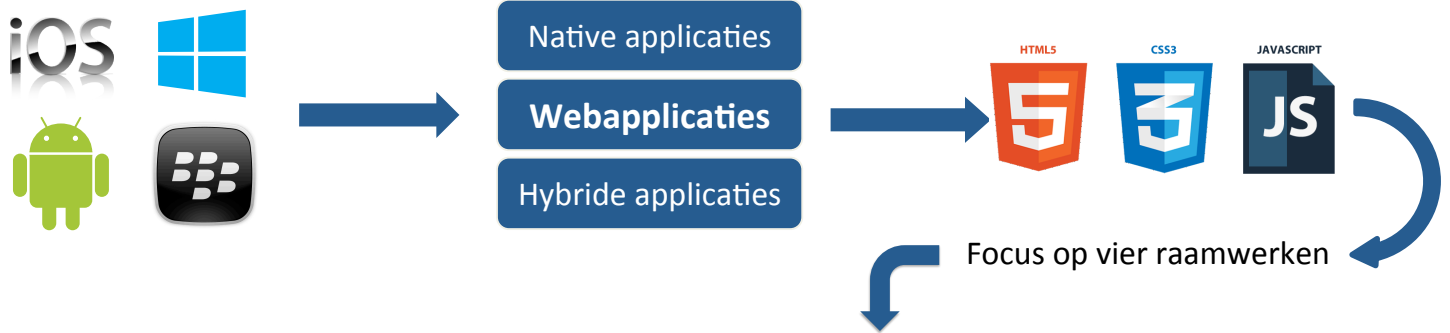 iOS
Native applicaties
Webapplicaties
Hybride applicaties
HTML5
CSS3
JAVASCRIPT
5
3
JS
Focus op vier raamwerken